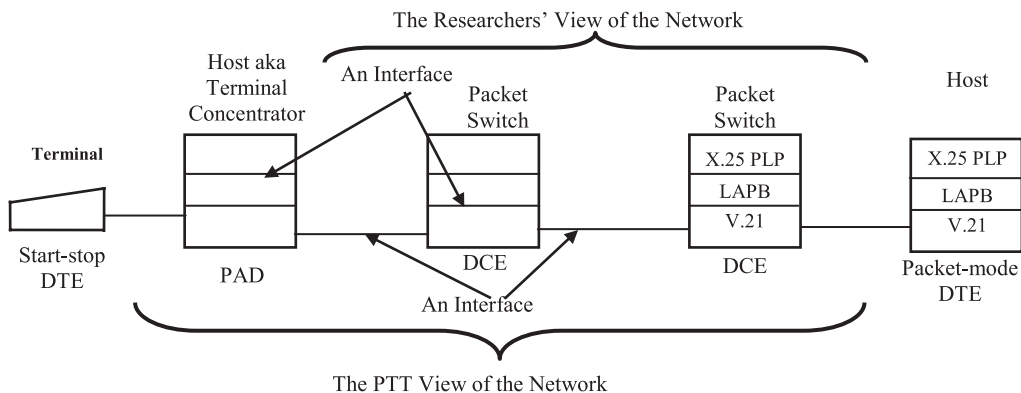 The Researchers’ View of the Network
Host aka
Terminal
Concentrator
An Interface
Packet
Switch
Packet
Switch
Host
Terminal
X.25 PLP
LAPB
V.21
X.25 PLP
LAPB
V.21
Start-stop
DTE
PAD
DCE
DCE
Packet-mode
DTE
An Interface
The PTT View of the Network